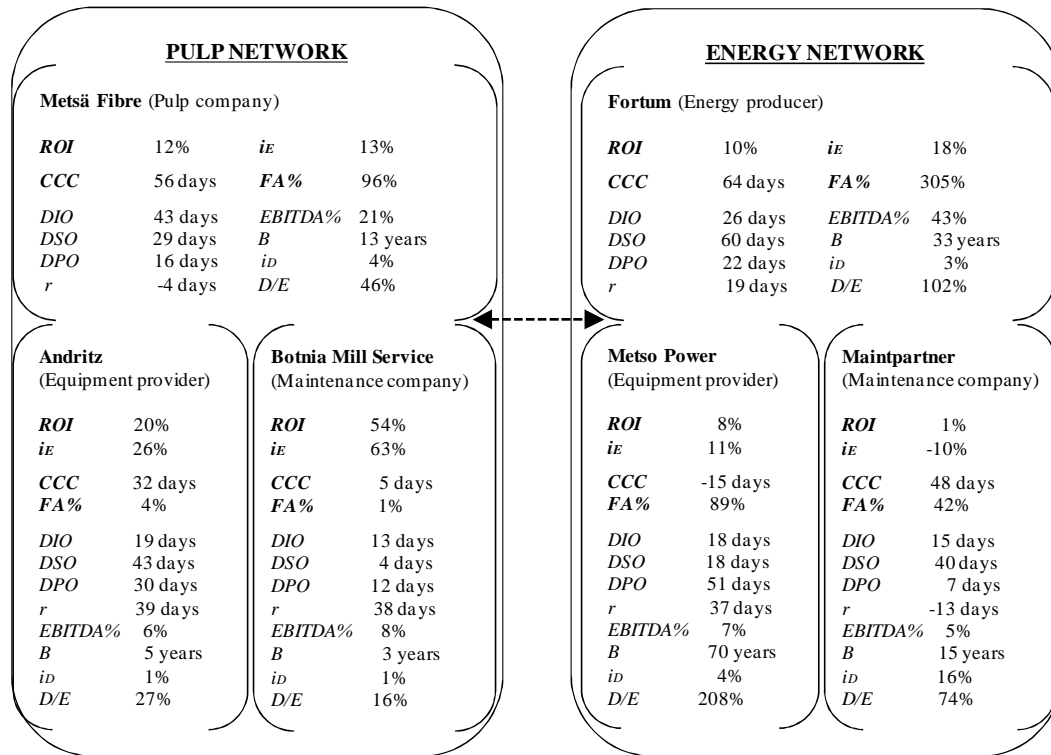 PULP NETWORK
Metsä Fibre (Pulp company)
ROI 12% iE 13%
CCC 56 days FA% 96%
DIO 43 days EBITDA% 21%
DSO 29 days B 13 years
DPO 16 days iD 4%
r -4 days D/E 46%
Andritz
(Equipment provider)
ROI 20%
iE 26%
CCC 32 days
FA% 4%
DIO 19 days
DSO 43 days
DPO 30 days
r 39 days
EBITDA% 6%
B 5 years
iD 1%
D/E 27%
Botnia Mill Service
(Maintenance company)
ROI 54%
iE 63%
CCC 5 days
FA% 1%
DIO 13 days
DSO 4 days
DPO 12 days
r 38 days
EBITDA% 8%
B 3 years
iD 1%
D/E 16%
ENERGY NETWORK
Fortum (Energy producer)
ROI 10% iE 18%
CCC 64 days FA% 305%
DIO 26 days EBITDA% 43%
DSO 60 days B 33 years
DPO 22 days iD 3%
r 19 days D/E 102%
Metso Power
(Equipment provider)
ROI 8%
iE 11%
CCC -15 days
FA% 89%
DIO 18 days
DSO 18 days
DPO 51 days
r 37 days
EBITDA% 7%
B 70 years
iD 4%
D/E 208%
Maintpartner
(Maintenance company)
ROI 1%
iE -10%
CCC 48 days
FA% 42%
DIO 15 days
DSO 40 days
DPO 7 days
r -13 days
EBITDA% 5%
B 15 years
iD 16%
D/E 74%